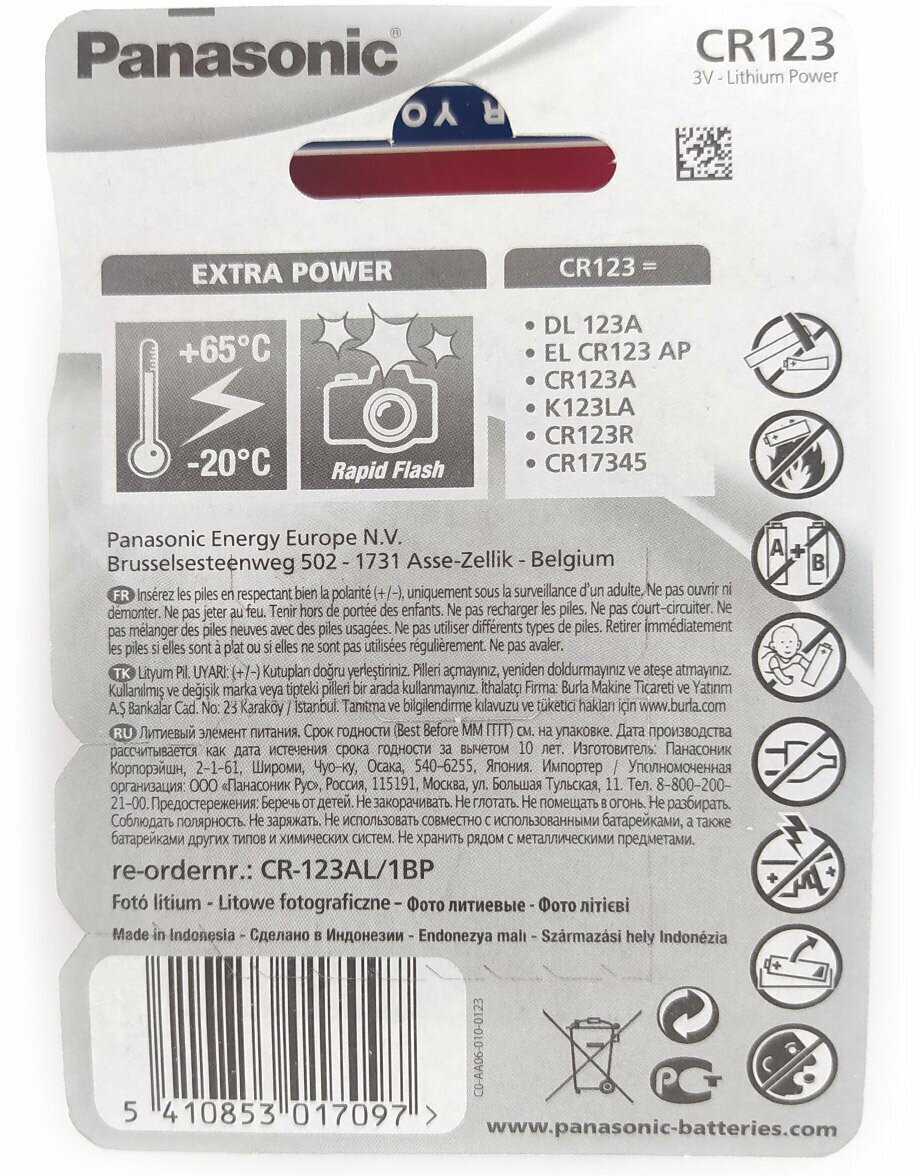 Panasonic®
CR123
3V - Lithium Power
R YO
EXTRA POWER
CR123 =
+65°C
-20°C
Rapid Flash
• DL 123A
• EL CR123 AP
• CR123A
• K123LA
• CR123R
• CR17345
A + B
Panasonic Energy Europe N.V.
Brusselsesteenweg 502 - 1731 Asse-Zellik - Belgium
FR Insérez les piles en respectant bien la polarité (+/-), uniquement sous la surveillance d'un adulte. Ne pas ouvrir ni
démonter. Ne pas jeter au feu. Tenir hors de portée des enfants. Ne pas recharger les piles. Ne pas court-circuiter. Ne
pas mélanger des piles neuves avec des piles usagées. Ne pas utiliser différents types de piles. Retirer immédiatement
les piles si elles sont à plat ou si elles ne sont pas utilisées régulièrement. Ne pas avaler.
TK Lityum Pil. UYARI: (+/-) Kutupları doğru yerleştiriniz. Pilleri açmayınız, yeniden doldurmayınız ve ateşe atmayınız.
Kullanılmış ve değişik marka veya tipteki pilleri bir arada kullanmayınız. İthalatçı Firma: Burla Makine Ticareti ve Yatırım
A.Ş Bankalar Cad. No: 23 Karaköy / İstanbul. Tanıtma ve bilgilendirme kılavuzu ve tüketici hakları için www.burla.com
RU Литиевый элемент питания. Срок годности (Best Before ММ ГГГГ) см. на упаковке. Дата производства
рассчитывается как дата истечения срока годности за вычетом 10 лет. Изготовитель: Панасоник
Корпорэйшн, 2-1-61, Широми, Чуо-ку, Осака, 540-6255, Япония. Импортер / Уполномоченная
организация: ООО «Панасоник Рус», Россия, 115191, Москва, ул. Большая Тульская, 11. Тел. 8-800-200-
21-00. Предостережения: Беречь от детей. Не закорачивать. Не глотать. Не помещать в огонь. Не разбирать.
Соблюдать полярность. Не заряжать. Не использовать совместно с использованными батарейками, а также
батарейками других типов и химических систем. Не хранить рядом с металлическими предметами.
re-ordernr.: CR-123AL/1BP
Fotó lítium - Litowe fotograficzne - Фото литиевые - Фото літієві
Made in Indonesia - Сделано в Индонезии - Endonezya malı - Származási hely Indonézia
5 410853 017097 >
C0-AA06-010-0123
www.panasonic-batteries.com